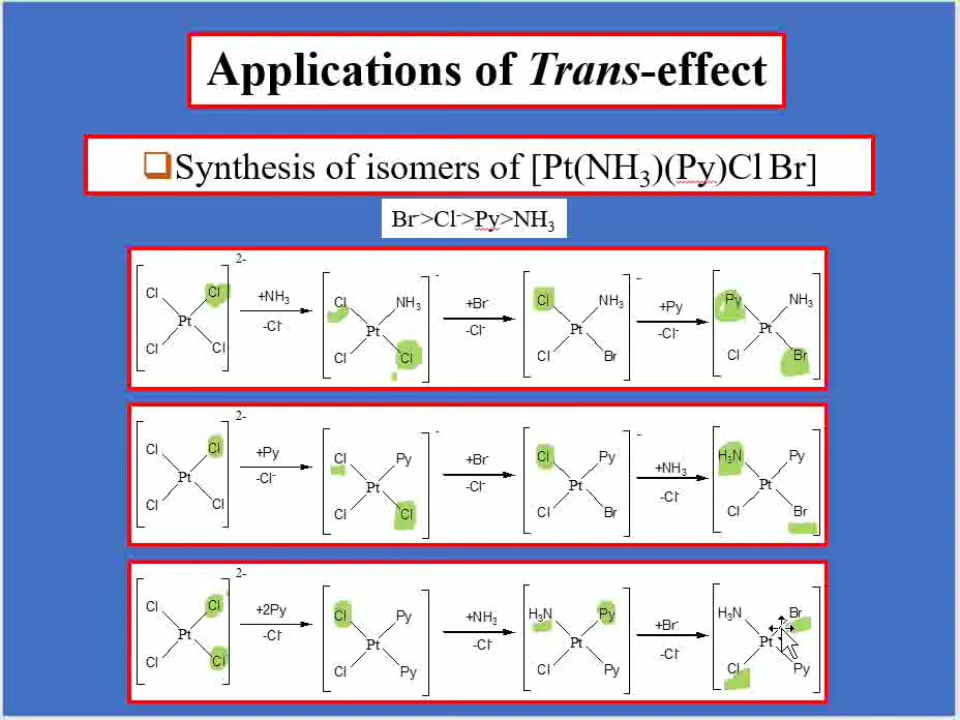 Applications of Trans-effect
❑Synthesis of isomers of [Pt(NH₃)(Py)Cl Br]
Br⁻>Cl⁻>Py>NH₃
2-
Cl Cl +NH₃ Cl NH₃ - +Br⁻ Cl NH₃ - +Py Py NH₃
Pt -Cl⁻ Pt -Cl⁻ Pt -Cl⁻ Pt
Cl Cl Cl Cl Cl Br Cl Br
2-
Cl Cl +Py Cl Py - +Br⁻ Cl Py - +NH₃ H₃N Py
Pt -Cl⁻ Pt -Cl⁻ Pt -Cl⁻ Pt
Cl Cl Cl Cl Cl Br Cl Br
2-
Cl Cl +2Py Cl Py +NH₃ H₃N Py +Br⁻ H₃N Br
Pt -Cl⁻ Pt -Cl⁻ Pt -Cl⁻ Pt
Cl Cl Cl Py Cl Py Cl Py